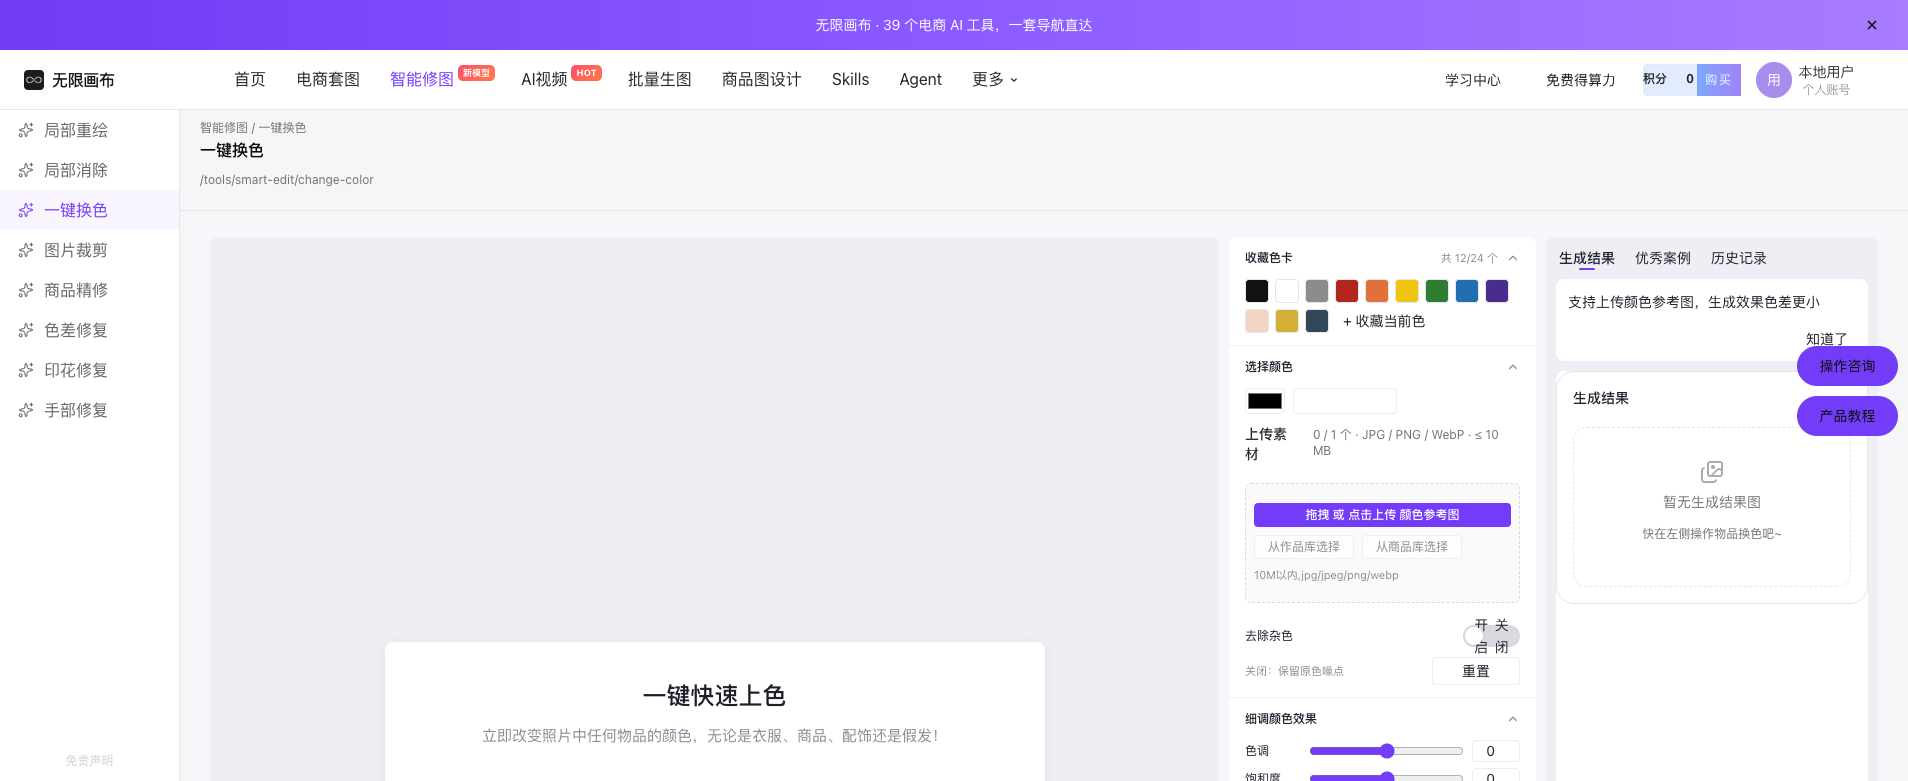 无限画布 · 39 个电商 AI 工具，一套导航直达
无限画布
首页
电商套图
智能修图
新模型
AI视频
HOT
批量生图
商品图设计
Skills
Agent
更多
学习中心
免费得算力
积分 0
购买
用
本地用户
个人账号
局部重绘
局部消除
一键换色
图片裁剪
商品精修
色差修复
印花修复
手部修复
免责声明
智能修图 / 一键换色
一键换色
/tools/smart-edit/change-color
一键快速上色
立即改变照片中任何物品的颜色，无论是衣服、商品、配饰还是假发！
收藏色卡
共 12/24 个
+ 收藏当前色
选择颜色
上传素材
0 / 1 个 · JPG / PNG / WebP · ≤ 10 MB
拖拽 或 点击上传 颜色参考图
从作品库选择
从商品库选择
10M以内,jpg/jpeg/png/webp
去除杂色
开启
关闭
关闭：保留原色噪点
重置
细调颜色效果
色调
0
饱和度
0
生成结果
优秀案例
历史记录
支持上传颜色参考图，生成效果色差更小
知道了
操作咨询
产品教程
生成结果
暂无生成结果图
快在左侧操作物品换色吧~